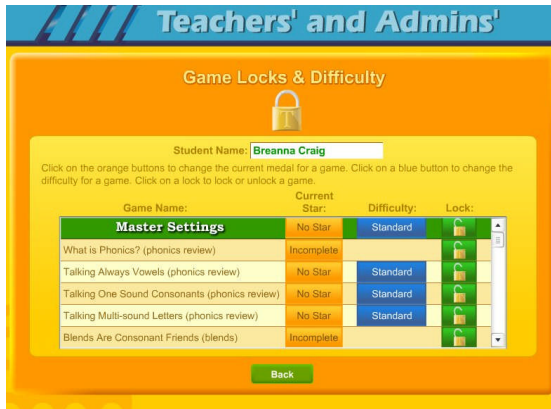 Teachers' and Admins'
Game Locks & Difficulty
T
Student Name: Breanna Craig
Click on the orange buttons to change the current medal for a game. Click on a blue button to change the
difficulty for a game. Click on a lock to lock or unlock a game.
Game Name: Current Star: Difficulty: Lock:
Master Settings No Star Standard
What is Phonics? (phonics review) Incomplete
Talking Always Vowels (phonics review) No Star Standard
Talking One Sound Consonants (phonics review) No Star Standard
Talking Multi-sound Letters (phonics review) No Star Standard
Blends Are Consonant Friends (blends) Incomplete
Back